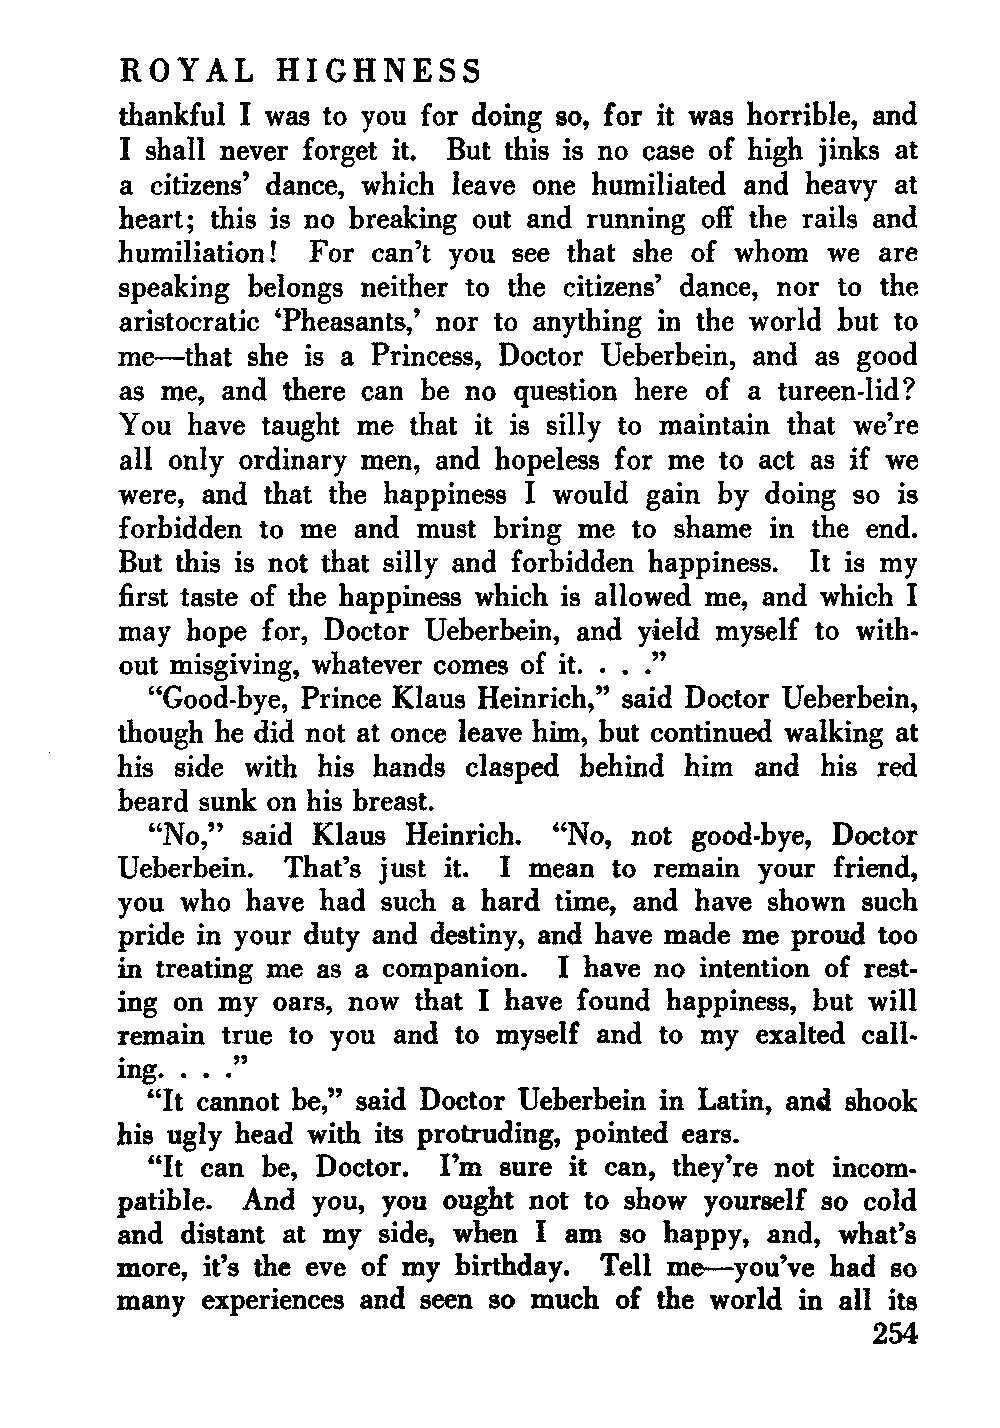 ROYAL HIGHNESS
thankful I was to you for doing so, for it was horrible, and
I shall never forget it. But this is no case of high jinks at
a citizens’ dance, which leave one humiliated and heavy at
heart; this is no breaking out and running off the rails and
humiliation! For can’t you see that she of whom we are
speaking belongs neither to the citizens’ dance, nor to the
aristocratic ‘Pheasants,’ nor to anything in the world but to
me—that she is a Princess, Doctor Ueberbein, and as good
as me, and there can be no question here of a tureen-lid?
You have taught me that it is silly to maintain that we’re
all only ordinary men, and hopeless for me to act as if we
were, and that the happiness I would gain by doing so is
forbidden to me and must bring me to shame in the end.
But this is not that silly and forbidden happiness. It is my
first taste of the happiness which is allowed me, and which I
may hope for, Doctor Ueberbein, and yield myself to with-
out misgiving, whatever comes of it. . . .”
“Good-bye, Prince Klaus Heinrich,” said Doctor Ueberbein,
though he did not at once leave him, but continued walking at
his side with his hands clasped behind him and his red
beard sunk on his breast.
“No,” said Klaus Heinrich. “No, not good-bye, Doctor
Ueberbein. That’s just it. I mean to remain your friend,
you who have had such a hard time, and have shown such
pride in your duty and destiny, and have made me proud too
in treating me as a companion. I have no intention of rest-
ing on my oars, now that I have found happiness, but will
remain true to you and to myself and to my exalted call-
ing. . . .”
“It cannot be,” said Doctor Ueberbein in Latin, and shook
his ugly head with its protruding, pointed ears.
“It can be, Doctor. I’m sure it can, they’re not incom-
patible. And you, you ought not to show yourself so cold
and distant at my side, when I am so happy, and, what’s
more, it’s the eve of my birthday. Tell me—you’ve had so
many experiences and seen so much of the world in all its
254